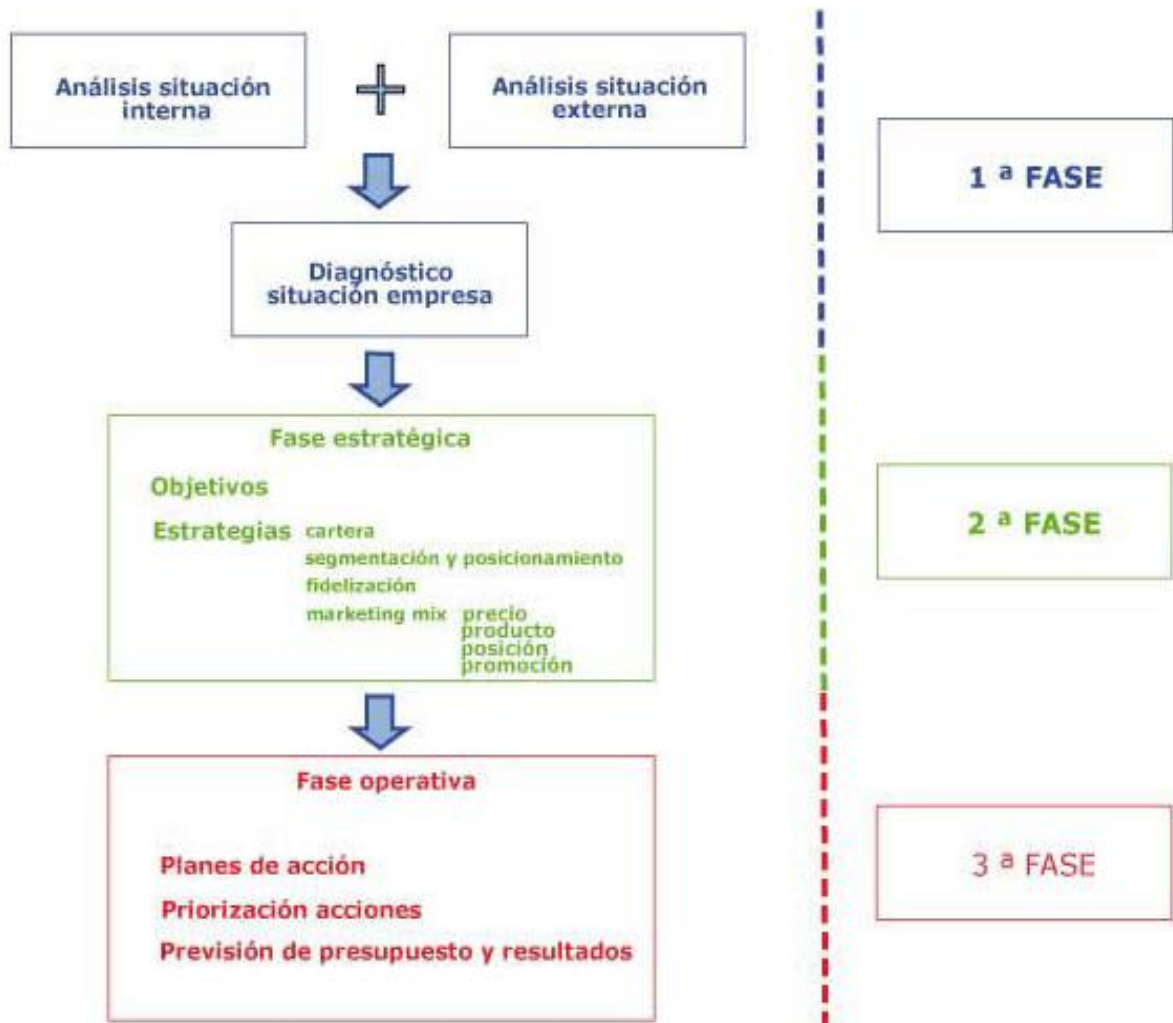 Análisis situación
interna
Análisis situación
externa
1 ª FASE
Diagnóstico
situación empresa
Fase estratégica
Objetivos
Estrategias cartera
segmentación y posicionamiento
fidelización
marketing mix precio
producto
posición
promoción
2 ª FASE
Fase operativa
Planes de acción
Priorización acciones
Previsión de presupuesto y resultados
3 ª FASE